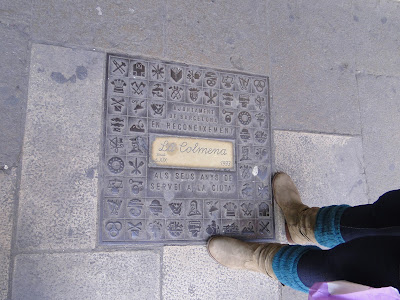 AJUNTAMENT
DE BARCELONA
EN RECONEIXEMENT
La Colmena
ALS SEUS ANYS DE
SERVEI A LA CIUTAT